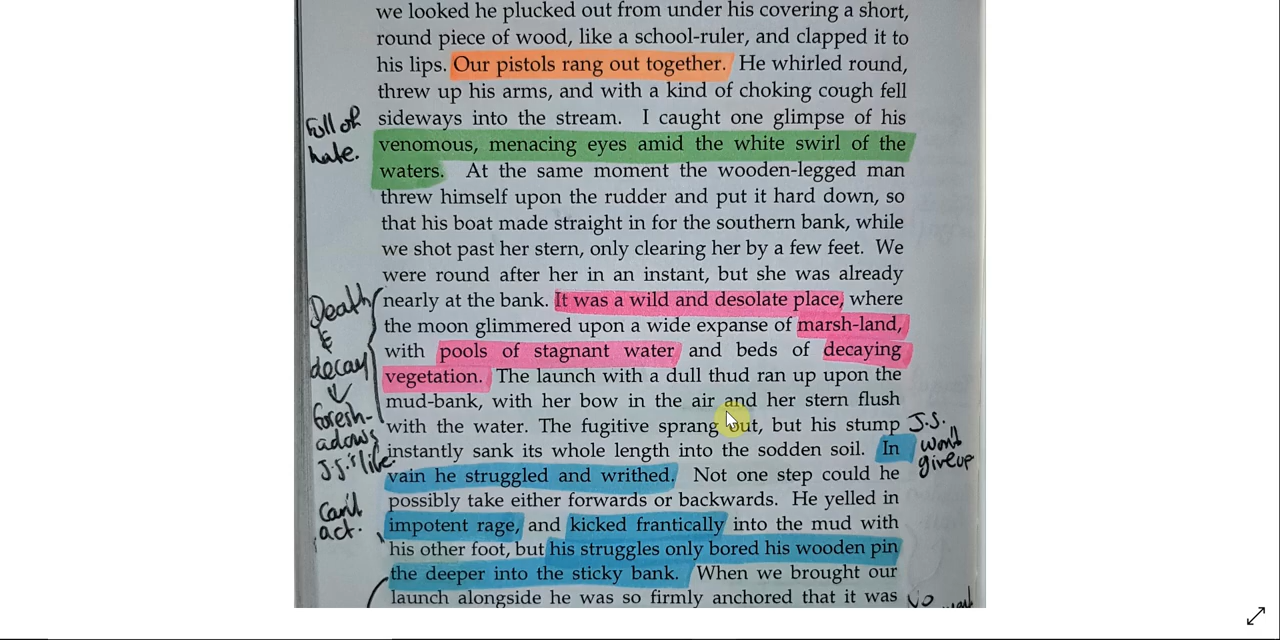 we looked he plucked out from under his covering a short,
round piece of wood, like a school-ruler, and clapped it to
his lips. Our pistols rang out together. He whirled round,
threw up his arms, and with a kind of choking cough fell
sideways into the stream. I caught one glimpse of his
venomous, menacing eyes amid the white swirl of the
waters. At the same moment the wooden-legged man
threw himself upon the rudder and put it hard down, so
that his boat made straight in for the southern bank, while
we shot past her stern, only clearing her by a few feet. We
were round after her in an instant, but she was already
nearly at the bank. It was a wild and desolate place, where
the moon glimmered upon a wide expanse of marsh-land,
with pools of stagnant water and beds of decaying
vegetation. The launch with a dull thud ran up upon the
mud-bank, with her bow in the air and her stern flush
with the water. The fugitive sprang out, but his stump
instantly sank its whole length into the sodden soil. In
vain he struggled and writhed. Not one step could he
possibly take either forwards or backwards. He yelled in
impotent rage, and kicked frantically into the mud with
his other foot, but his struggles only bored his wooden pin
the deeper into the sticky bank. When we brought our
launch alongside he was so firmly anchored that it was
Full of
hate.
Death
&
decay
foresh-
adows
J.S.'s life
Can't
act.
J.S.
won't
give up
No